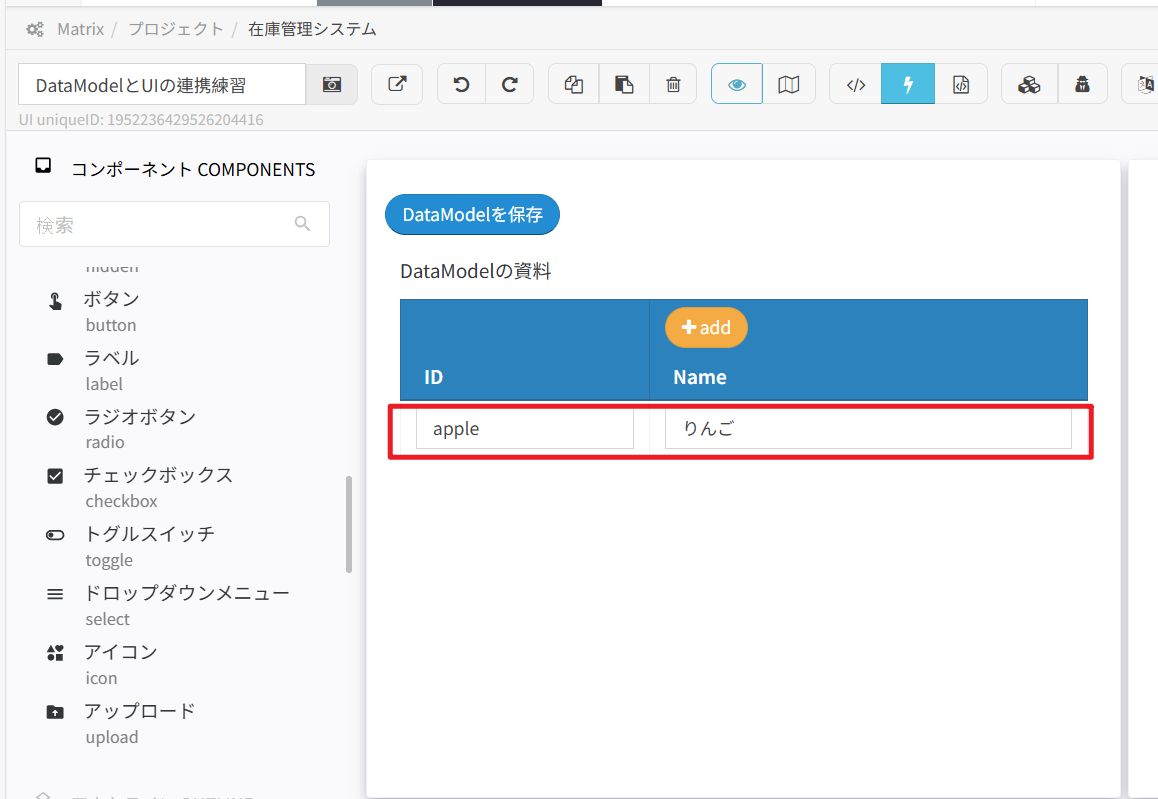 Matrix / プロジェクト / 在庫管理システム
DataModelとUIの連携練習
UI uniqueID: 1952236429526204416
コンポーネント COMPONENTS
検索
hidden
ボタン
button
ラベル
label
ラジオボタン
radio
チェックボックス
checkbox
トグルスイッチ
toggle
ドロップダウンメニュー
select
アイコン
icon
アップロード
upload
DataModelを保存
DataModelの資料
add
ID Name
apple りんご